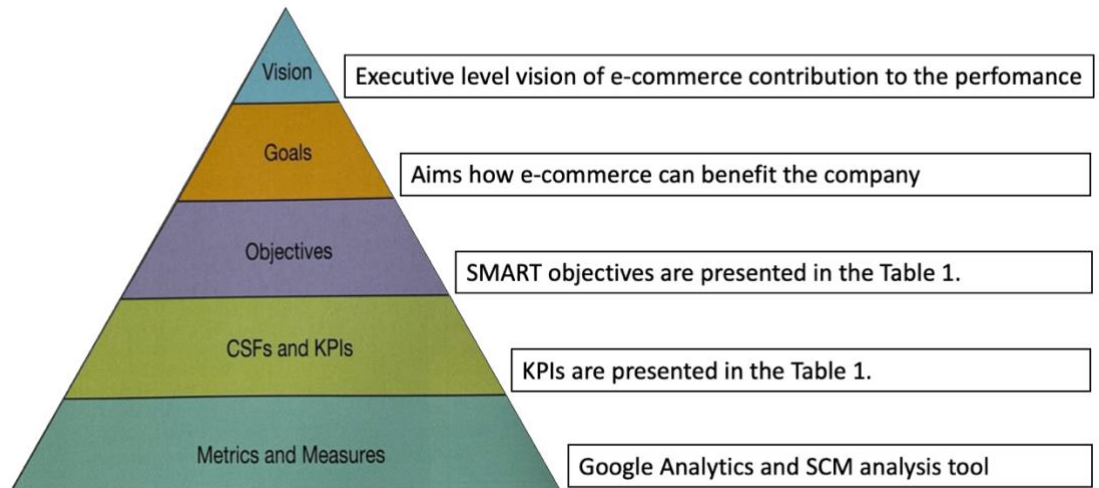 Vision
Executive level vision of e-commerce contribution to the perfomance
Goals
Aims how e-commerce can benefit the company
Objectives
SMART objectives are presented in the Table 1.
CSFs and KPIs
KPIs are presented in the Table 1.
Metrics and Measures
Google Analytics and SCM analysis tool